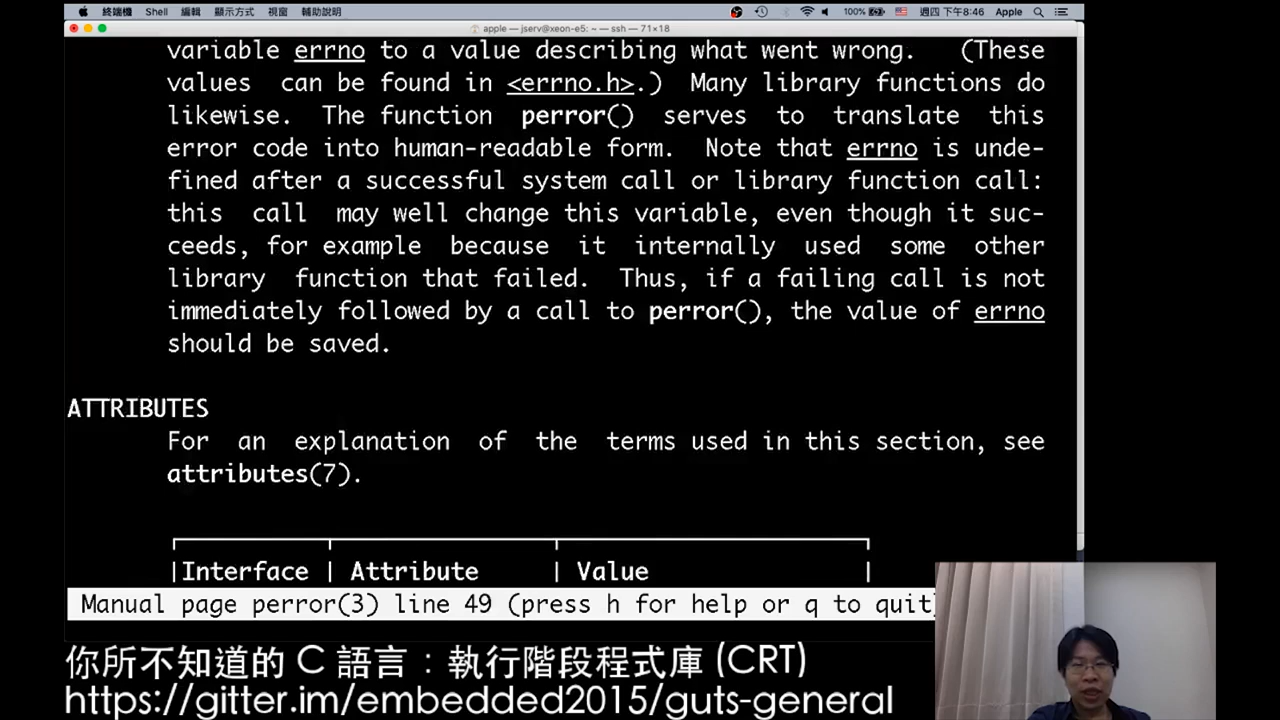 終端機 Shell 編輯 顯示方式 視窗 輔助說明 100% 週四下午8:46 Apple
apple — jserv@xeon-e5: ~ — ssh — 71×18
variable errno to a value describing what went wrong. (These
values can be found in <errno.h>.) Many library functions do
likewise. The function perror() serves to translate this
error code into human-readable form. Note that errno is unde-
fined after a successful system call or library function call:
this call may well change this variable, even though it suc-
ceeds, for example because it internally used some other
library function that failed. Thus, if a failing call is not
immediately followed by a call to perror(), the value of errno
should be saved.
ATTRIBUTES
For an explanation of the terms used in this section, see
attributes(7).
|Interface | Attribute | Value |
Manual page perror(3) line 49 (press h for help or q to quit)
你所不知道的 C 語言：執行階段程式庫 (CRT)
https://gitter.im/embedded2015/guts-general